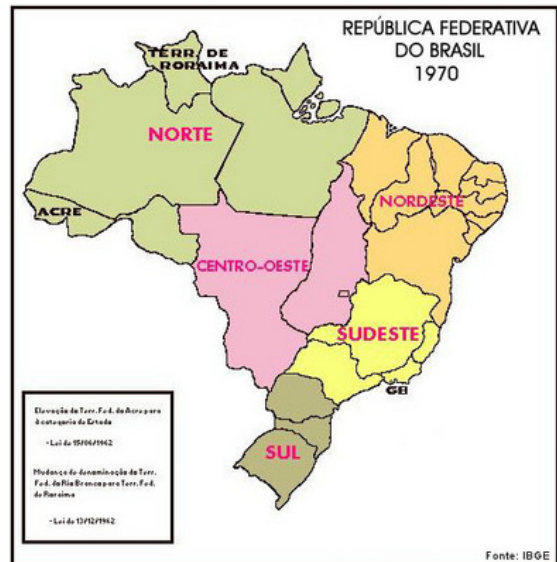 REPÚBLICA FEDERATIVA
DO BRASIL
1970
TERR. DE
RORAIMA
NORTE
ACRE
NORDESTE
CENTRO-OESTE
SUDESTE
GB
SUL
Elevação do Terr. Fed. do Acre para
à categoria de Estado
- Lei de 15/06/1962
Mudança de denominação do Terr.
Fed. do Rio Branco para Terr. Fed.
de Roraima
- Lei de 13/12/1962
Fonte: IBGE